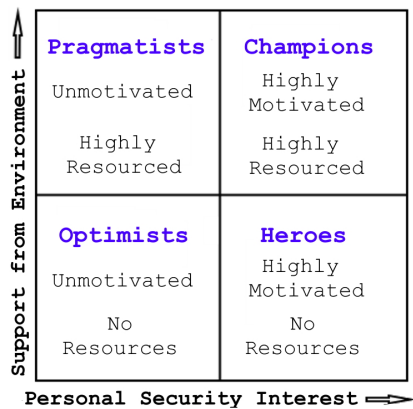 Support from Environment
Pragmatists
Unmotivated
Highly
Resourced
Champions
Highly
Motivated
Highly
Resourced
Optimists
Unmotivated
No
Resources
Heroes
Highly
Motivated
No
Resources
Personal Security Interest